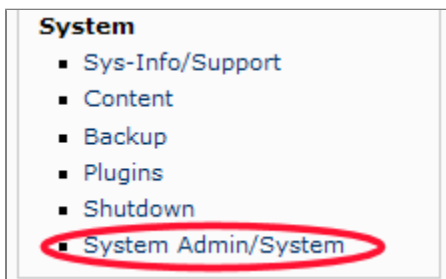 System
Sys-Info/Support
Content
Backup
Plugins
Shutdown
System Admin/System